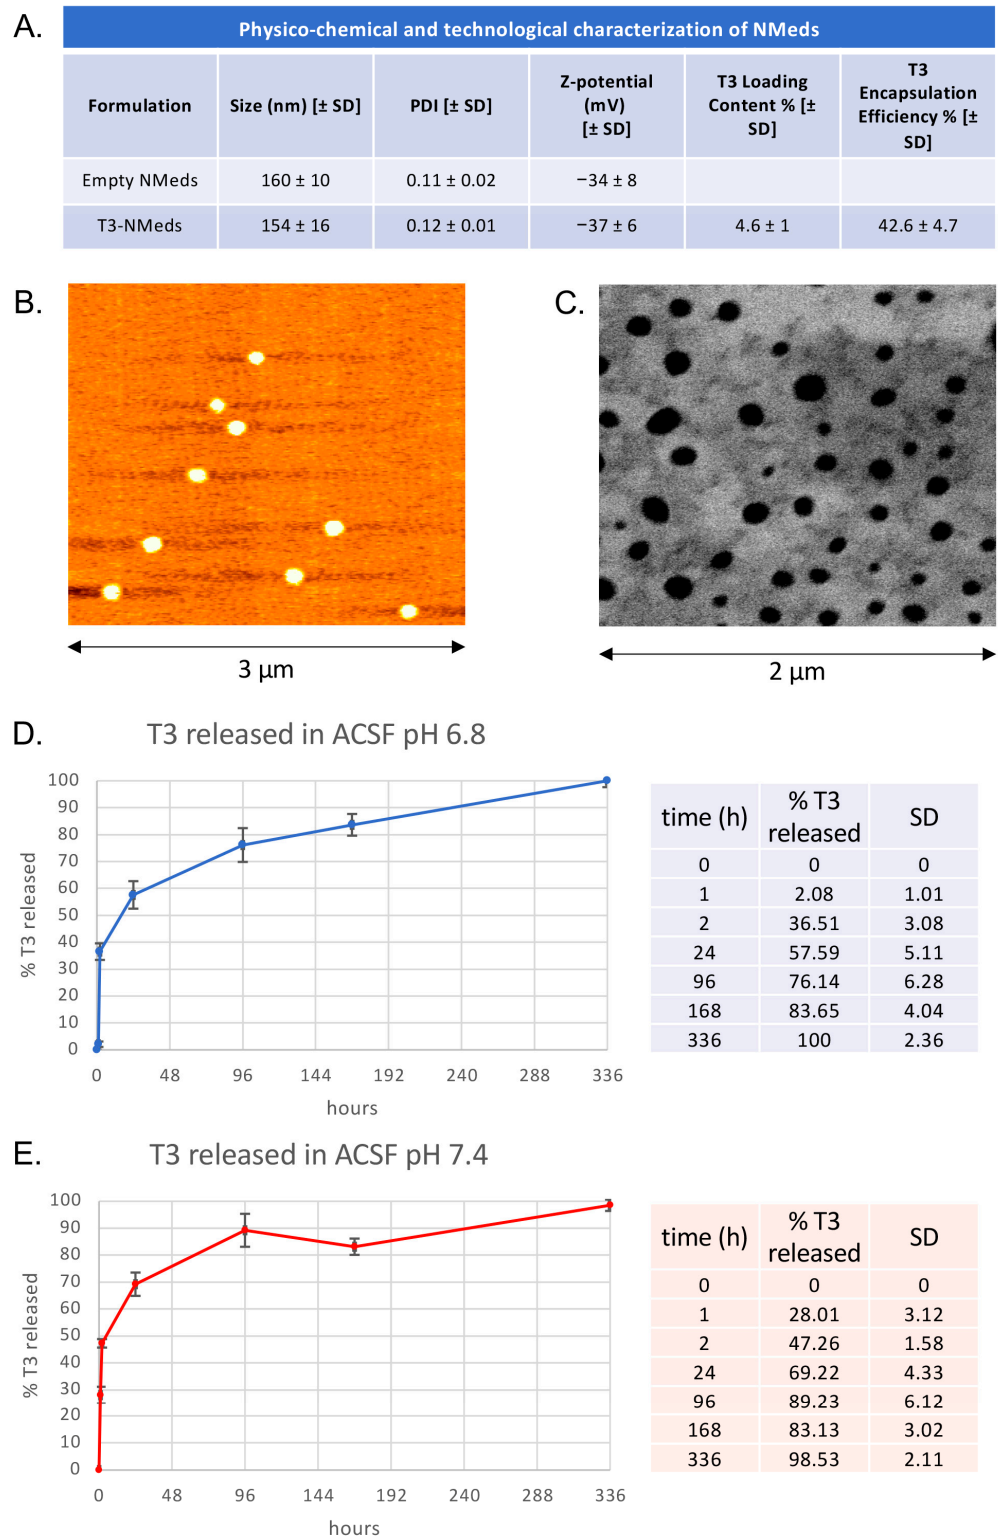 A.
Physico-chemical and technological characterization of NMeds
Formulation
Size (nm) [± SD]
PDI [± SD]
Z-potential
(mV)
[± SD]
T3 Loading
Content % [±
SD]
T3
Encapsulation
Efficiency % [±
SD]
Empty NMeds
160 ± 10
0.11 ± 0.02
−34 ± 8
T3-NMeds
154 ± 16
0.12 ± 0.01
−37 ± 6
4.6 ± 1
42.6 ± 4.7
B.
3 µm
C.
2 µm
D.
T3 released in ACSF pH 6.8
% T3 released
100
90
80
70
60
50
40
30
20
10
0
0 48 96 144 192 240 288 336
hours
time (h) % T3 released SD
0 0 0
1 2.08 1.01
2 36.51 3.08
24 57.59 5.11
96 76.14 6.28
168 83.65 4.04
336 100 2.36
E.
T3 released in ACSF pH 7.4
% T3 released
100
90
80
70
60
50
40
30
20
10
0
0 48 96 144 192 240 288 336
hours
time (h) % T3 released SD
0 0 0
1 28.01 3.12
2 47.26 1.58
24 69.22 4.33
96 89.23 6.12
168 83.13 3.02
336 98.53 2.11